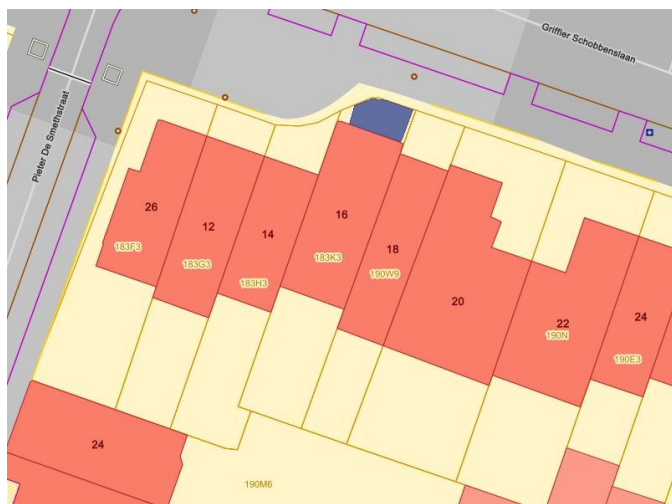 Griffier Schobbenslaan
Pieter De Smethstraat
26
12
14
16
18
20
22
24
183F3
183G3
183H3
183K3
190W9
190N
190E3
24
190M6